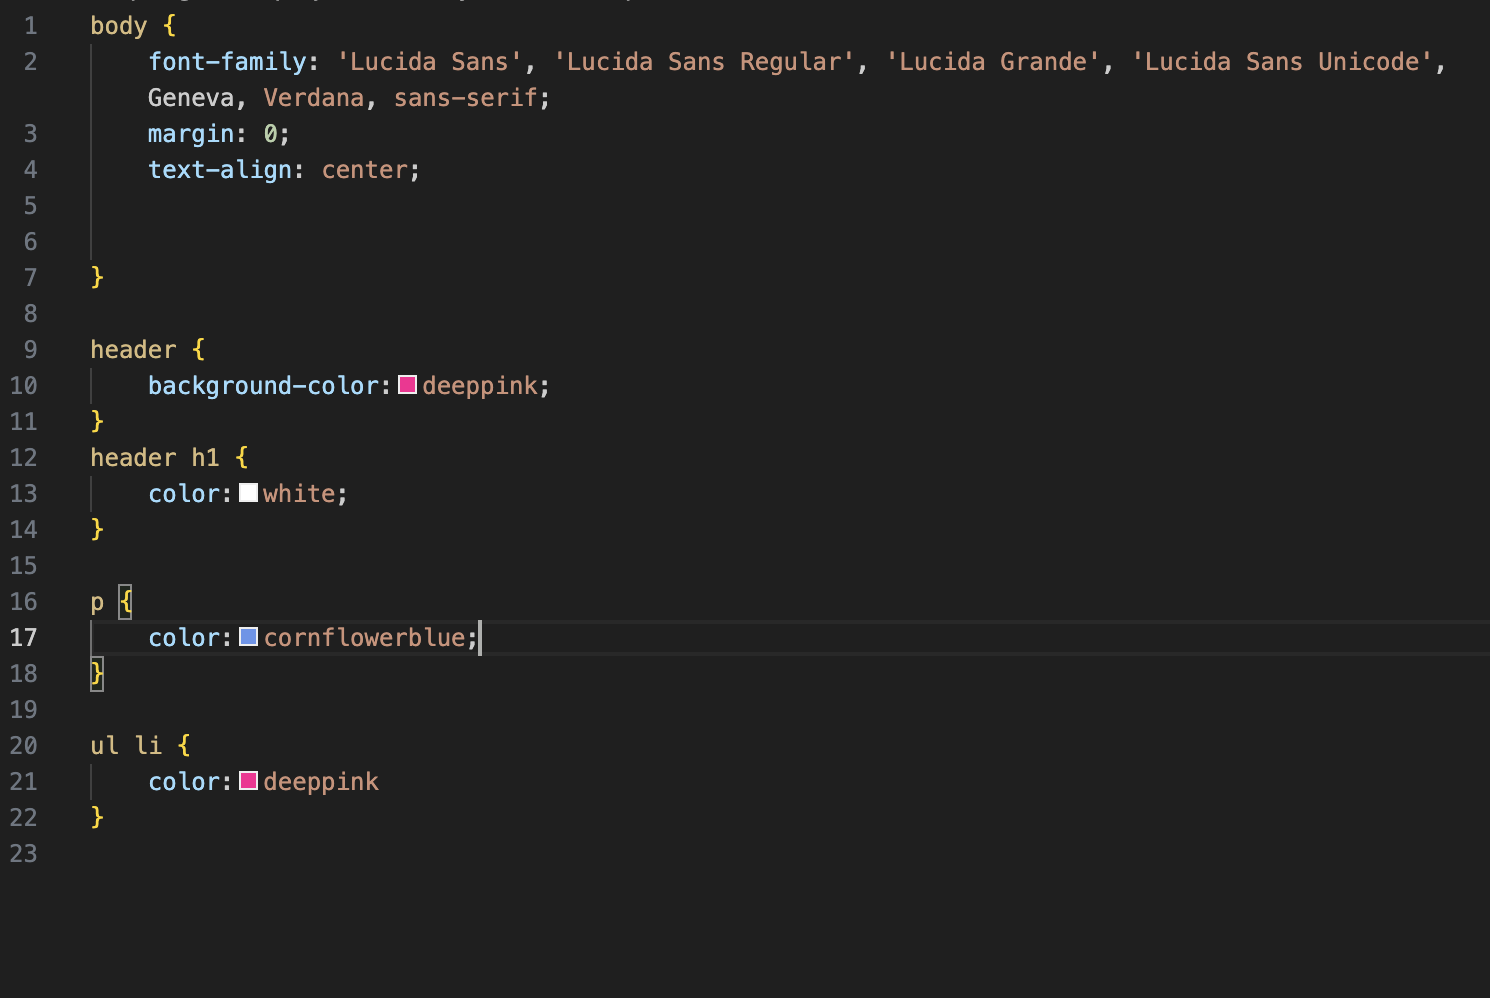 1 body {
2 font-family: 'Lucida Sans', 'Lucida Sans Regular', 'Lucida Grande', 'Lucida Sans Unicode',
Geneva, Verdana, sans-serif;
3 margin: 0;
4 text-align: center;
5
6
7 }
8
9 header {
10 background-color: deeppink;
11 }
12 header h1 {
13 color: white;
14 }
15
16 p {
17 color: cornflowerblue;
18 }
19
20 ul li {
21 color: deeppink
22 }
23